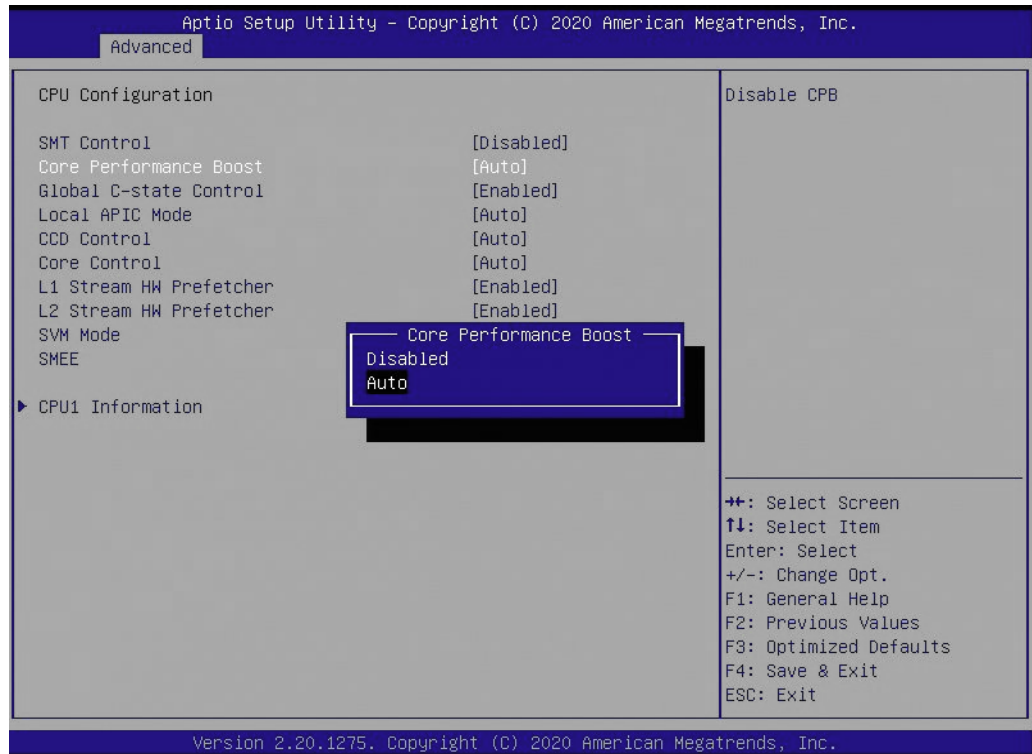 Aptio Setup Utility – Copyright (C) 2020 American Megatrends, Inc.
Advanced
CPU Configuration
SMT Control [Disabled]
Core Performance Boost [Auto]
Global C-state Control [Enabled]
Local APIC Mode [Auto]
CCD Control [Auto]
Core Control [Auto]
L1 Stream HW Prefetcher [Enabled]
L2 Stream HW Prefetcher [Enabled]
SVM Mode
SMEE
CPU1 Information
Core Performance Boost
Disabled
Auto
Disable CPB
→←: Select Screen
↑↓: Select Item
Enter: Select
+/-: Change Opt.
F1: General Help
F2: Previous Values
F3: Optimized Defaults
F4: Save & Exit
ESC: Exit
Version 2.20.1275. Copyright (C) 2020 American Megatrends, Inc.